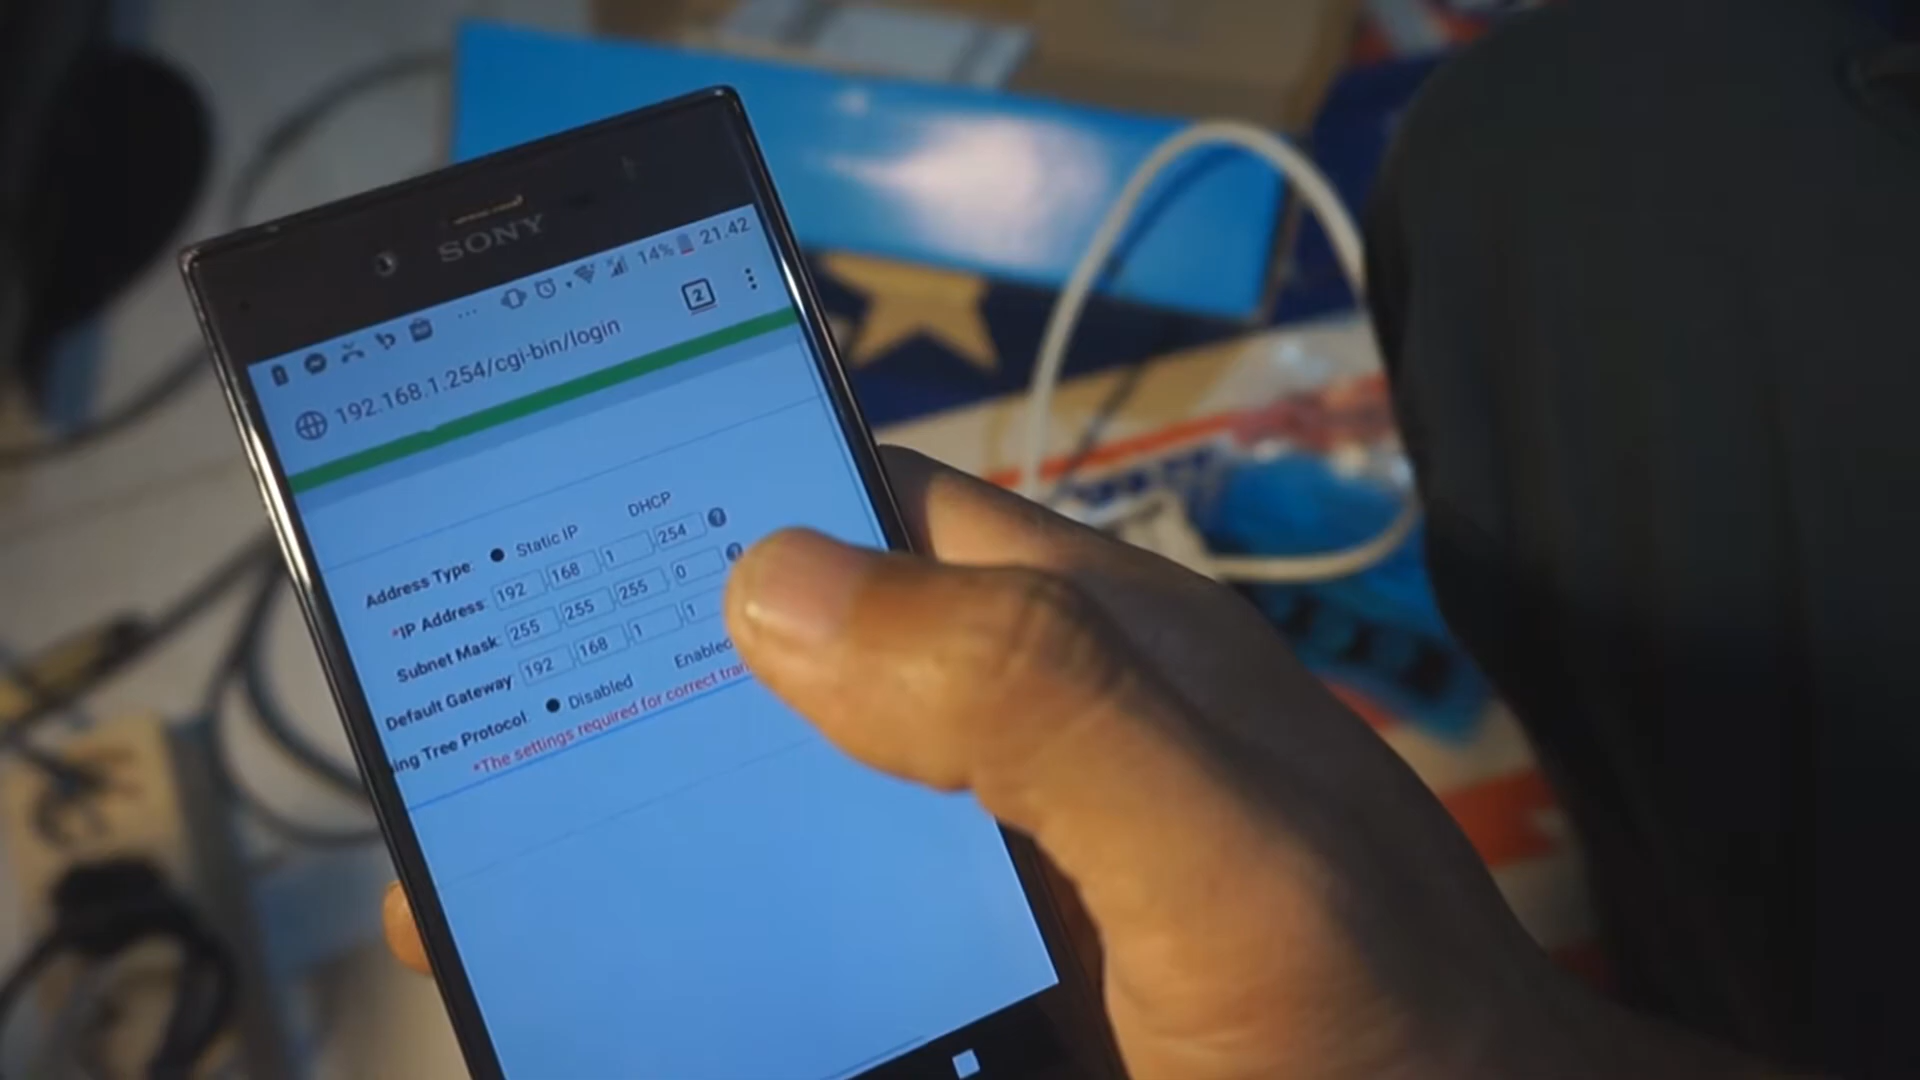 SONY
14% 21.42
192.168.1.254/cgi-bin/login
2
Address Type: Static IP DHCP
*IP Address: 192 .168 .1 .254
Subnet Mask: 255 .255 .255 .0
Default Gateway: 192 .168 .1 .1
ing Tree Protocol: Disabled Enabled
*The settings required for correct tran